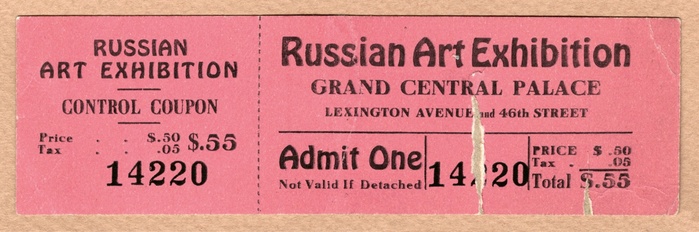 RUSSIAN
ART EXHIBITION
CONTROL COUPON
Price . . $.50
Tax . . .05
$.55
14220
Russian Art Exhibition
GRAND CENTRAL PALACE
LEXINGTON AVENUE and 46th STREET
Admit One
Not Valid If Detached
14220
PRICE $ .50
Tax . .05
Total $.55